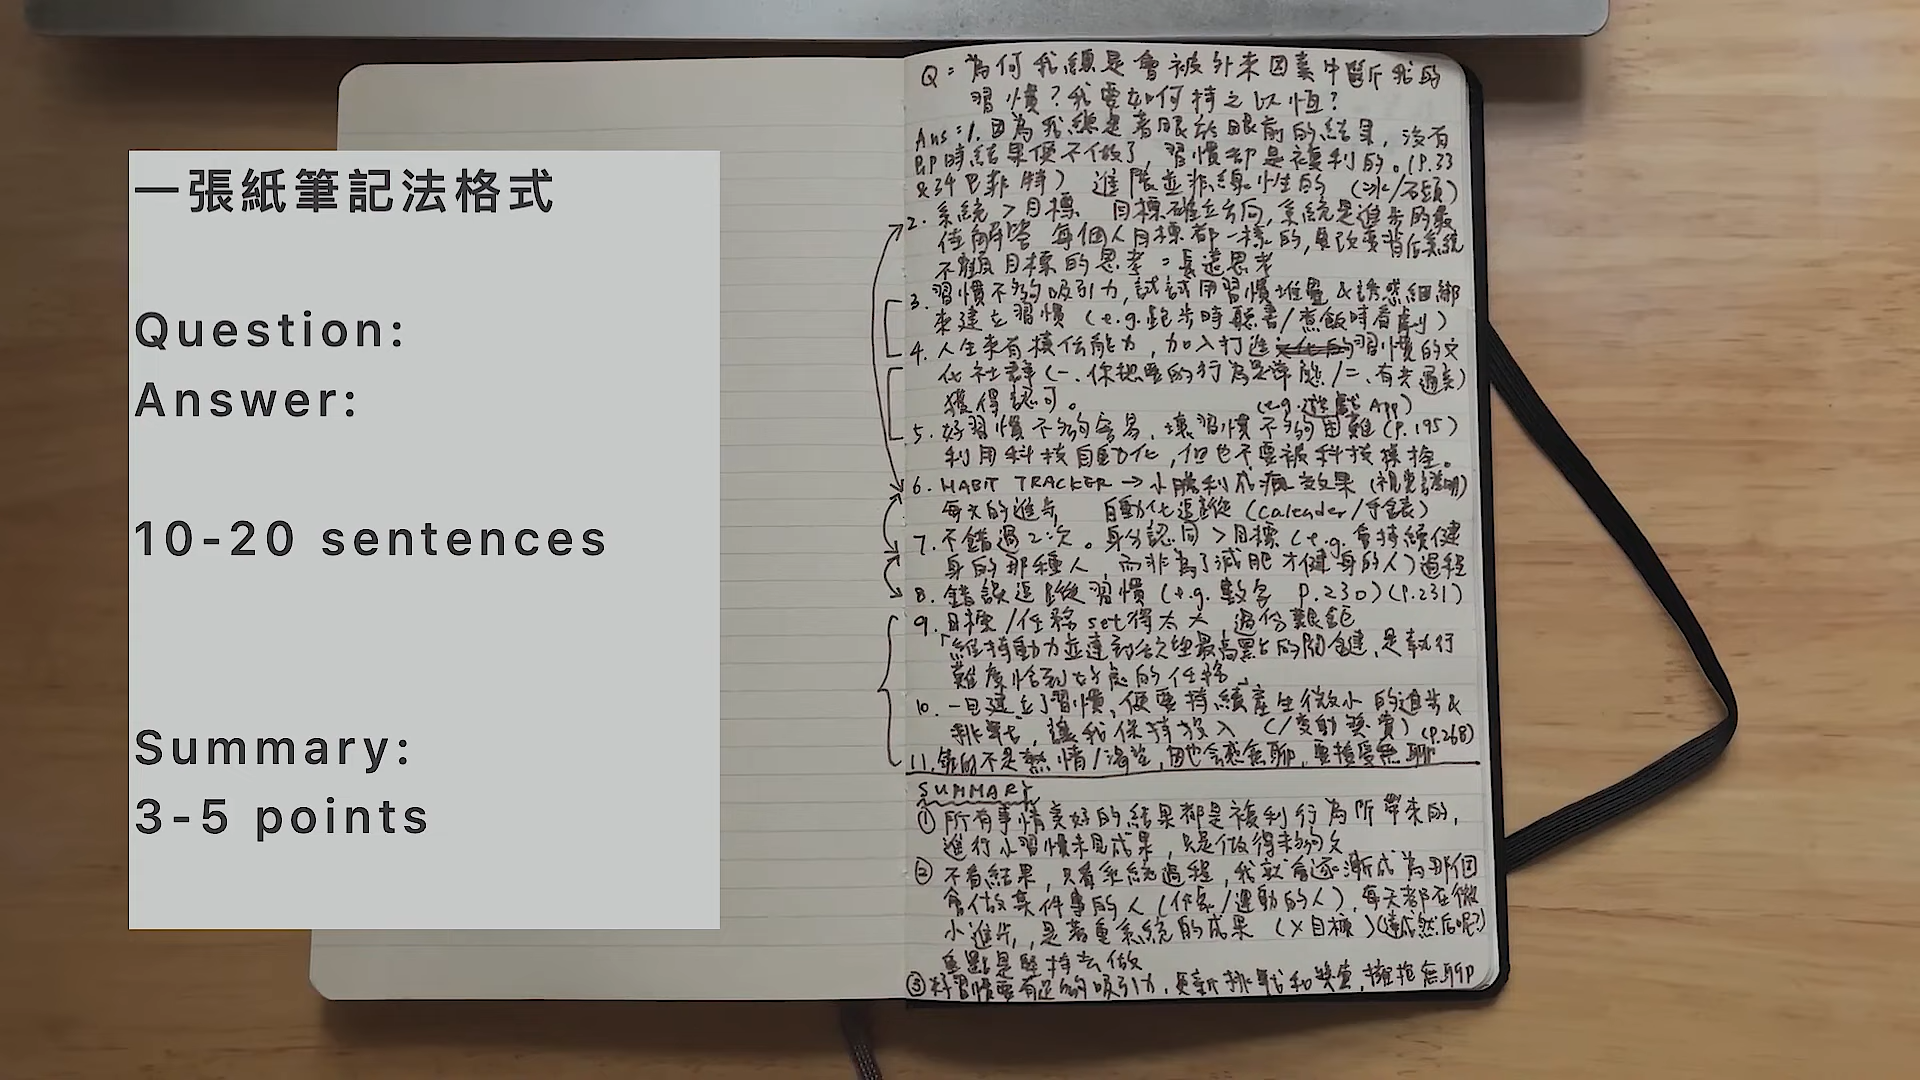 一張紙筆記法格式
Question:
Answer:
10-20 sentences
Summary:
3-5 points
Q：為何我總是會被外來因素中斷我的
習慣？我要如何持之以恆？
Ans：1. 因為我總是着眼於眼前的結果，沒有
即時結果便不做了，習慣卻是複利的。(P.33
&34 巴菲特) 進展並非線性的 (冰/石頭)
2. 系統 > 目標 目標確立方向，系統是進步的最
佳解答 每個人目標都一樣的，更改變背后系統
不顧目標的思考 = 長遠思考
3. 習慣不夠吸引力，試試用習慣堆疊 & 誘惑綑綁
來建立習慣 (e.g. 跑步時聽書/煮飯時看劇)
4. 人生來有模仿能力，加入打造習慣的文
化社群 (一、你想要的行為是常態/二、有共通點)
獲得認可。 (e.g. 遊戲 App)
5. 好習慣不夠容易，壞習慣不夠困難 (P.195)
利用科技自動化，但也不要被科技操控。
6. HABIT TRACKER → 小勝利成癮效果 (視覺證明)
每天的進步 自動化追蹤 (calender/手錶)
7. 不錯過2次。身分認同 > 目標 (e.g. 會持續健
身的那種人，而非為了減肥才健身的人) 過程
8. 錯誤追蹤習慣 (e.g. 數字 P.230) (P.231)
9. 目標/任務 set得太大 過份艱鉅
「維持動力並達到欲望最高點的關鍵，是執行
難度恰到好處的任務」
10. 一旦建立了習慣，便要持續產生微小的進步&
挑戰，讓我保持投入 (/變動獎賞) (P.268)
11. 靠的不是熱情/渴望，因也會感無聊，要接受無聊
SUMMARY
① 所有事情美好的結果都是複利行為所帶來的，
進行小習慣未見成果，只是做得未夠久
② 不看結果，只看系統過程，我就會逐漸成為那個
會做某件事的人 (作家/運動的人)，每天都在微
小進步，是着重系統的成果 (X目標) (達成然后呢?)
重點是堅持去做
③ 好習慣要有足夠吸引力，更新挑戰和獎賞，擁抱無聊